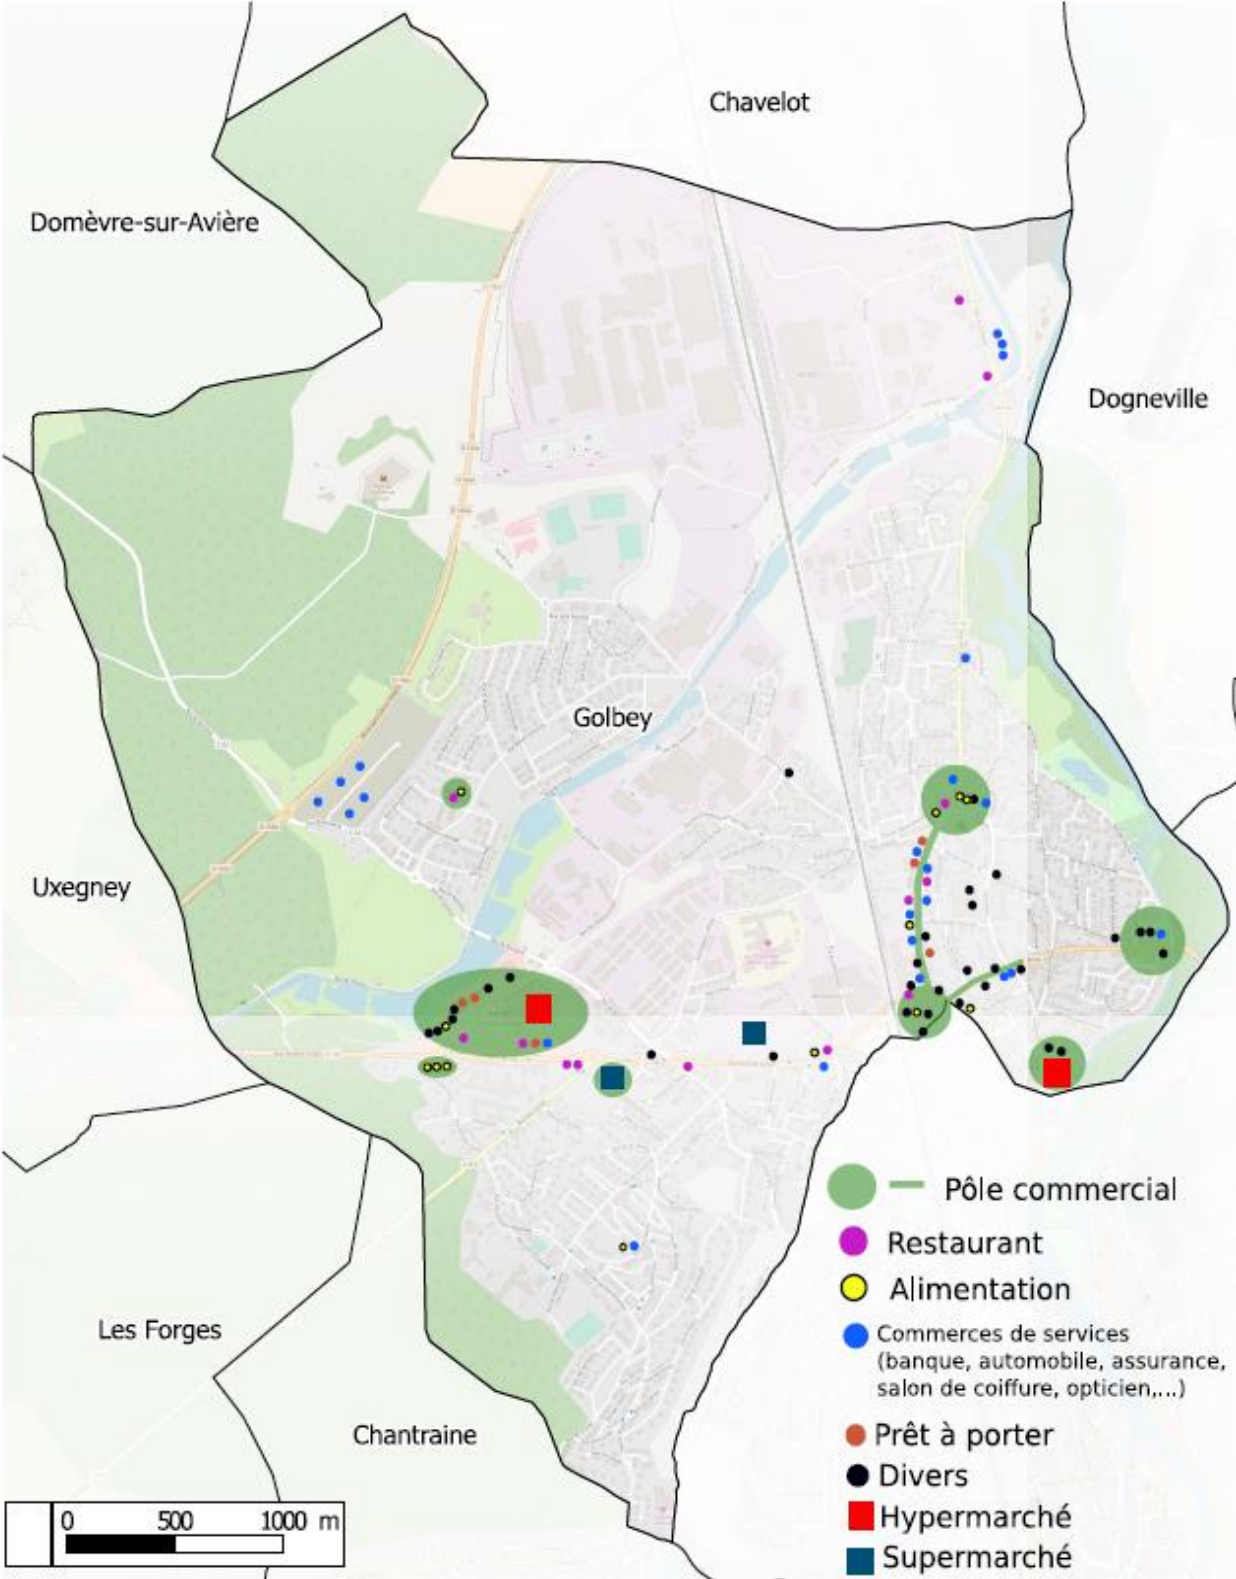 Chavelot
Domèvre-sur-Avière
Dogneville
Golbey
Uxegney
Pôle commercial
Restaurant
Alimentation
Les Forges
Commerces de services
(banque, automobile, assurance,
salon de coiffure, opticien,...)
Chantraine
Prêt à porter
Divers
0 500 1000 m
Hypermarché
Supermarché